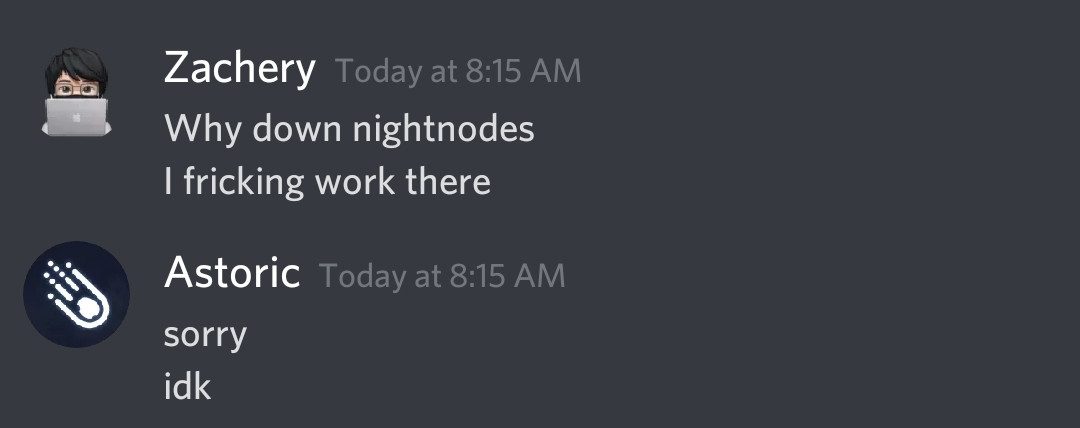 Zachery Today at 8:15 AM
Why down nightnodes
I fricking work there
Astoric Today at 8:15 AM
sorry
idk